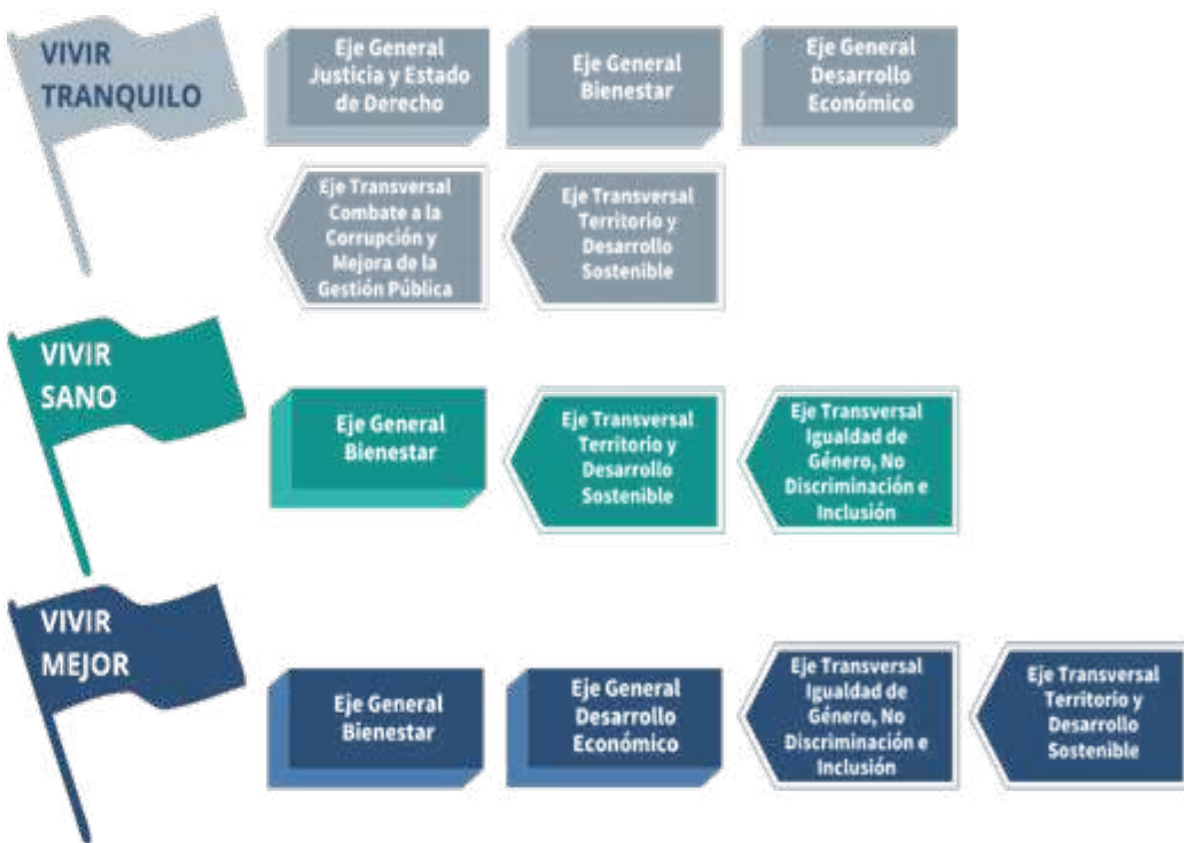 VIVIR
TRANQUILO
Eje General
Justicia y Estado
de Derecho
Eje General
Bienestar
Eje General
Desarrollo
Económico
Eje Transversal
Combate a la
Corrupción y
Mejora de la
Gestión Pública
Eje Transversal
Territorio y
Desarrollo
Sostenible
VIVIR
SANO
Eje General
Bienestar
Eje Transversal
Territorio y
Desarrollo
Sostenible
Eje Transversal
Igualdad de
Género, No
Discriminación e
Inclusión
VIVIR
MEJOR
Eje General
Bienestar
Eje General
Desarrollo
Económico
Eje Transversal
Igualdad de
Género, No
Discriminación e
Inclusión
Eje Transversal
Territorio y
Desarrollo
Sostenible